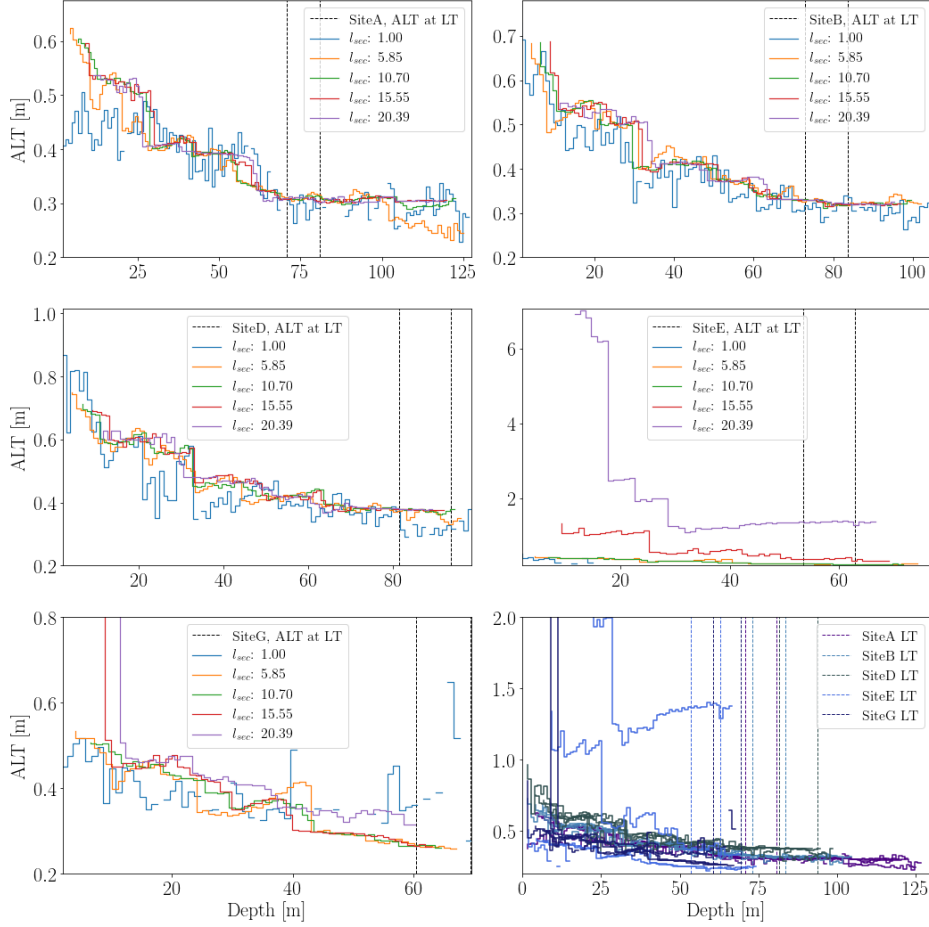 SiteA, ALT at LT
l_sec: 1.00
l_sec: 5.85
l_sec: 10.70
l_sec: 15.55
l_sec: 20.39
ALT [m]
0.6
0.5
0.4
0.3
0.2
25 50 75 100 125
SiteB, ALT at LT
l_sec: 1.00
l_sec: 5.85
l_sec: 10.70
l_sec: 15.55
l_sec: 20.39
0.7
0.6
0.5
0.4
0.3
0.2
20 40 60 80 100
SiteD, ALT at LT
l_sec: 1.00
l_sec: 5.85
l_sec: 10.70
l_sec: 15.55
l_sec: 20.39
ALT [m]
1.0
0.8
0.6
0.4
0.2
20 40 60 80
SiteE, ALT at LT
l_sec: 1.00
l_sec: 5.85
l_sec: 10.70
l_sec: 15.55
l_sec: 20.39
6
4
2
20 40 60
SiteG, ALT at LT
l_sec: 1.00
l_sec: 5.85
l_sec: 10.70
l_sec: 15.55
l_sec: 20.39
ALT [m]
0.8
0.6
0.4
0.2
20 40 60
Depth [m]
SiteA LT
SiteB LT
SiteD LT
SiteE LT
SiteG LT
2.0
1.5
1.0
0.5
0 25 50 75 100 125
Depth [m]